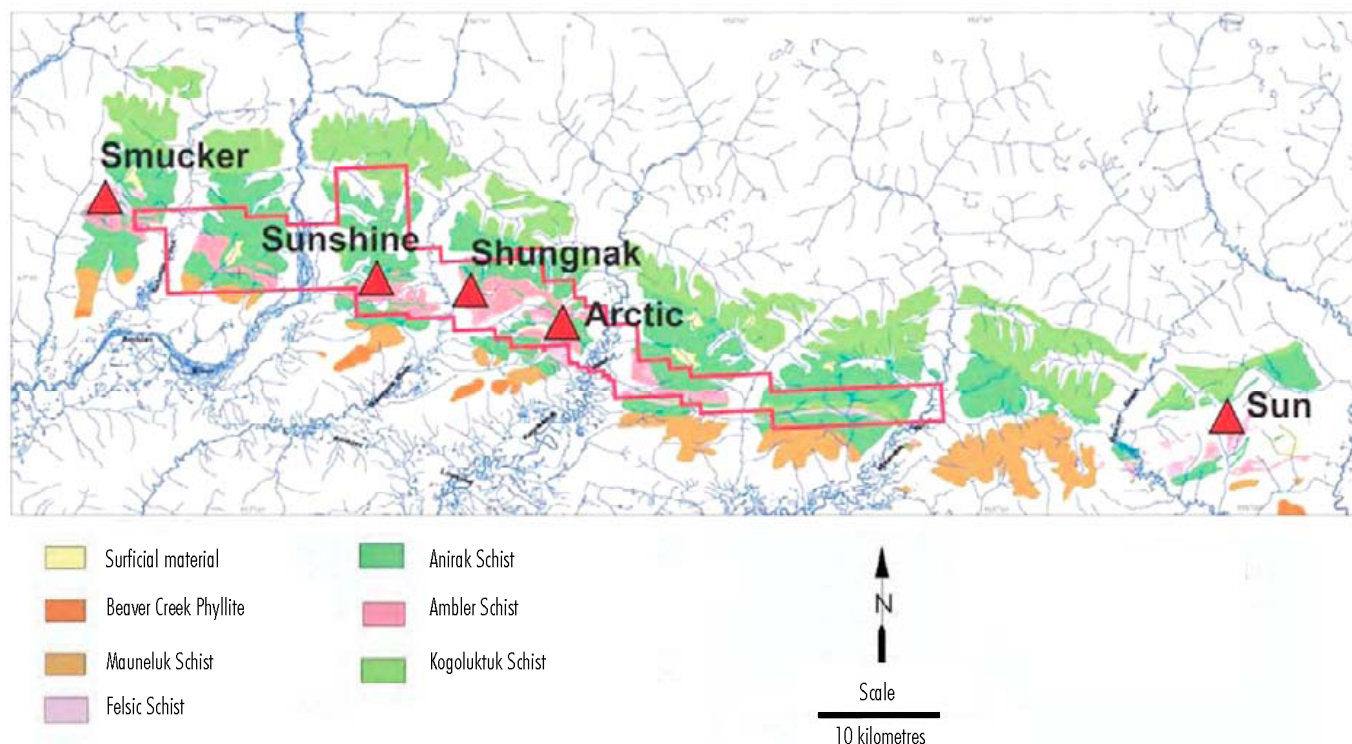 Smucker
Sunshine
Shungnak
Arctic
Sun
Surficial material
Beaver Creek Phyllite
Mauneluk Schist
Felsic Schist
Anirak Schist
Ambler Schist
Kogoluktuk Schist
N
Scale
10 kilometres